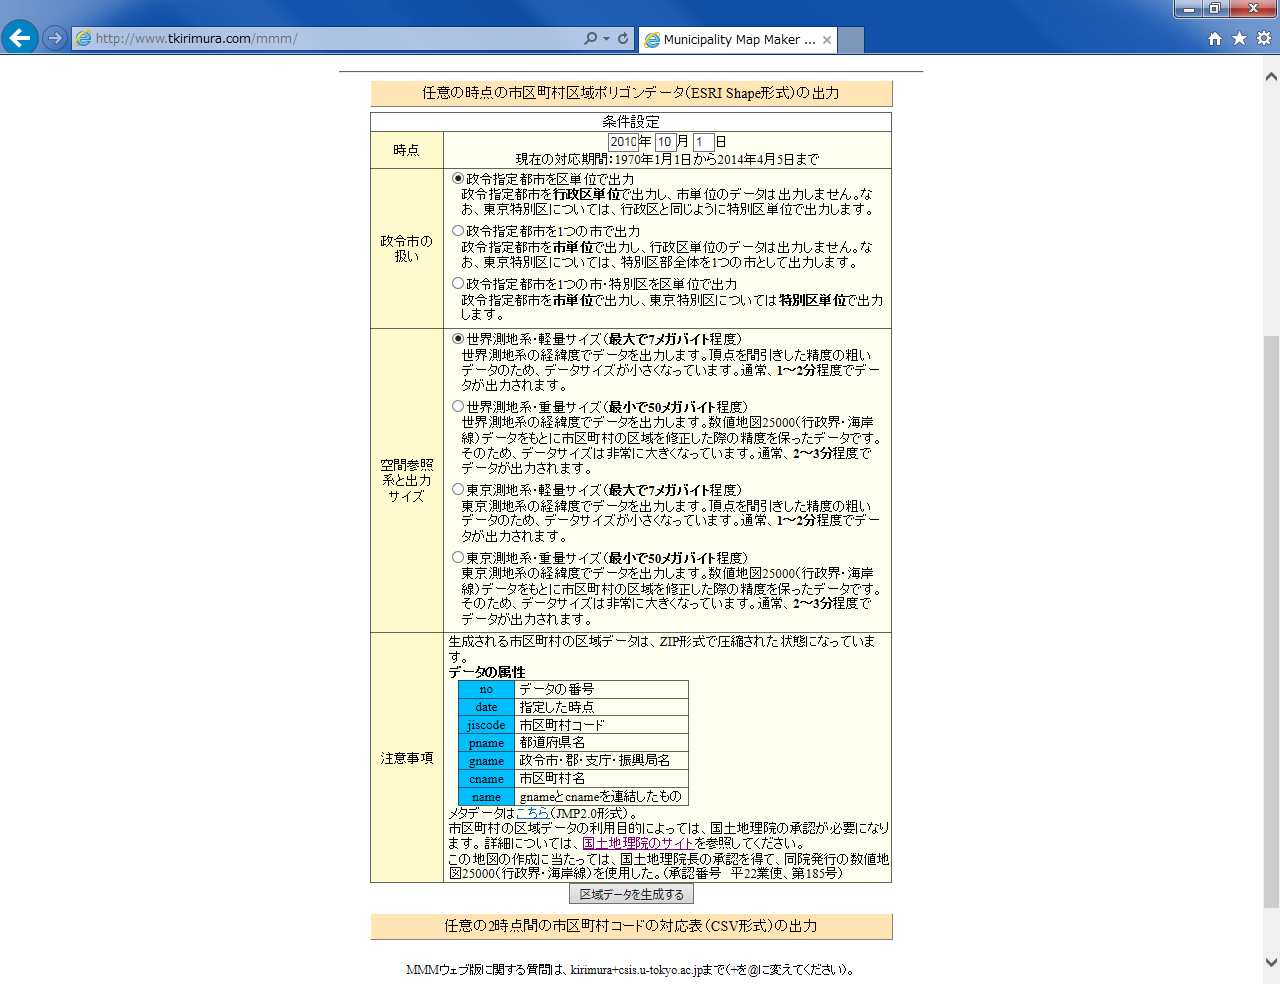 http://www.tkirimura.com/mmm/
Municipality Map Maker ...
任意の時点の市区町村区域ポリゴンデータ(ESRI Shape形式)の出力
条件設定
時点
2010年 10月 1日
現在の対応期間:1970年1月1日から2014年4月5日まで
政令市の
扱い
政令指定都市を区単位で出力
政令指定都市を行政区単位で出力し、市単位のデータは出力しません。な
お、東京特別区については、行政区と同じように特別区単位で出力します。
政令指定都市を1つの市で出力
政令指定都市を市単位で出力し、行政区単位のデータは出力しません。な
お、東京特別区については、特別区部全体を1つの市として出力します。
政令指定都市を1つの市・特別区を区単位で出力
政令指定都市を市単位で出力し、東京特別区については特別区単位で出力
します。
空間参照
系と出力
サイズ
世界測地系・軽量サイズ(最大で7メガバイト程度)
世界測地系の経緯度でデータを出力します。頂点を間引きした精度の粗い
データのため、データサイズが小さくなっています。通常、1～2分程度でデー
タが出力されます。
世界測地系・重量サイズ(最小で50メガバイト程度)
世界測地系の経緯度でデータを出力します。数値地図25000(行政界・海岸
線)データをもとに市区町村の区域を修正した際の精度を保ったデータです。
そのため、データサイズは非常に大きくなっています。通常、2～3分程度で
データが出力されます。
東京測地系・軽量サイズ(最大で7メガバイト程度)
東京測地系の経緯度でデータを出力します。頂点を間引きした精度の粗い
データのため、データサイズが小さくなっています。通常、1～2分程度でデー
タが出力されます。
東京測地系・重量サイズ(最小で50メガバイト程度)
東京測地系の経緯度でデータを出力します。数値地図25000(行政界・海岸
線)データをもとに市区町村の区域を修正した際の精度を保ったデータです。
そのため、データサイズは非常に大きくなっています。通常、2～3分程度で
データが出力されます。
注意事項
生成される市区町村の区域データは、ZIP形式で圧縮された状態になっていま
す。
データの属性
no データの番号
date 指定した時点
jiscode 市区町村コード
pname 都道府県名
gname 政令市・郡・支庁・振興局名
cname 市区町村名
name gnameとcnameを連結したもの
メタデータはこちら(JMP2.0形式)。
市区町村の区域データの利用目的によっては、国土地理院の承認が必要になり
ます。詳細については、国土地理院のサイトを参照してください。
この地図の作成に当たっては、国土地理院長の承認を得て、同院発行の数値地
図25000(行政界・海岸線)を使用した。(承認番号 平22業使、第185号)
区域データを生成する
任意の2時点間の市区町村コードの対応表(CSV形式)の出力
MMMウェブ版に関する質問は、kirimura+csis.u-tokyo.ac.jpまで(+を@に変えてください)。